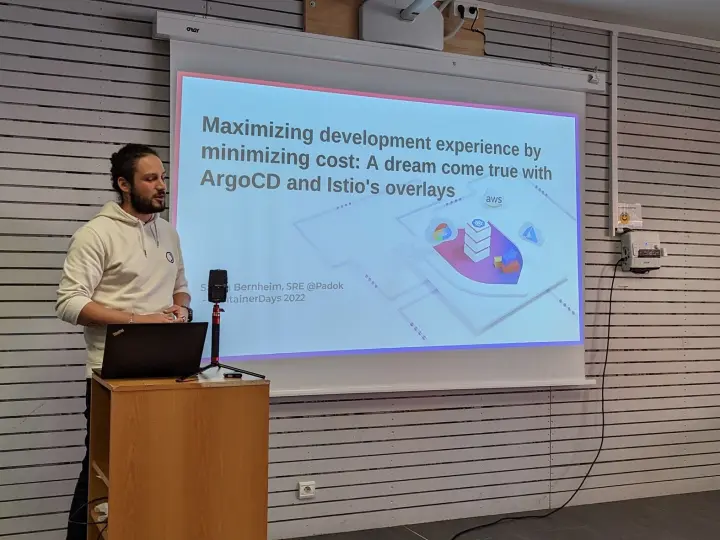 Maximizing development experience by
minimizing cost: A dream come true with
ArgoCD and Istio's overlays
aws
Bernheim, SRE @Padok
tainerDays 2022